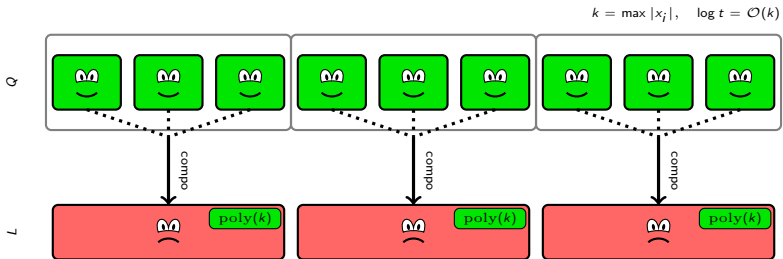 k = max |x_i|, log t = 𝒪(k)
Q
compo compo compo
poly(k) poly(k) poly(k)
L